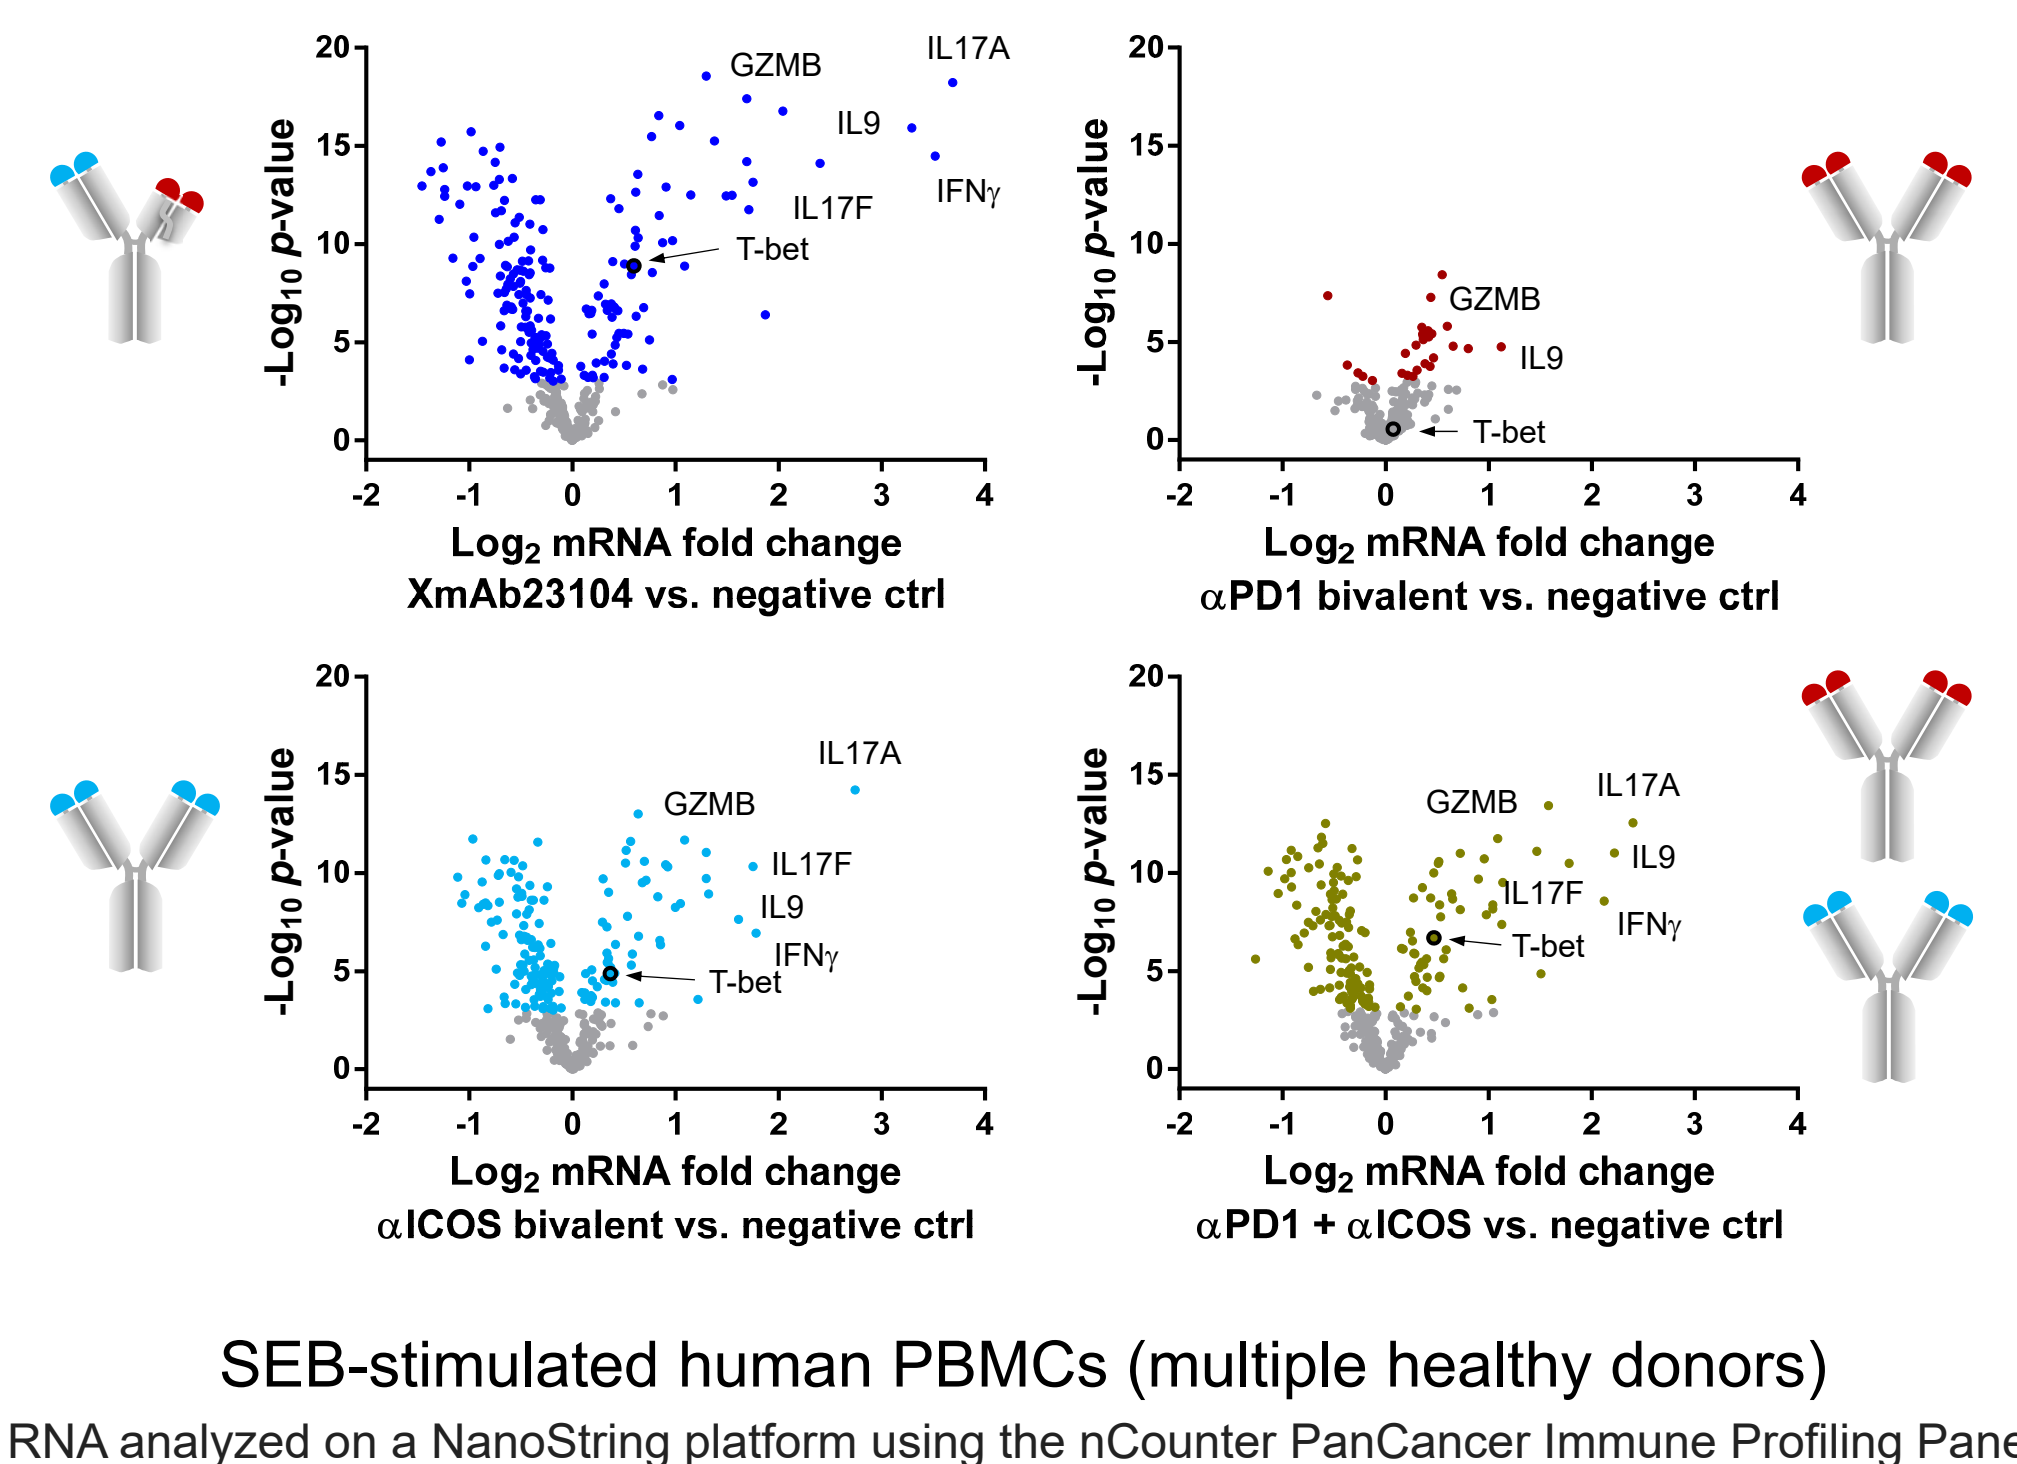 20
15
10
5
0
-Log10 p-value
GZMB
IL17A
IL9
IFNγ
IL17F
T-bet
-2 -1 0 1 2 3 4
Log2 mRNA fold change
XmAb23104 vs. negative ctrl
20
15
10
5
0
-Log10 p-value
GZMB
IL9
T-bet
-2 -1 0 1 2 3 4
Log2 mRNA fold change
αPD1 bivalent vs. negative ctrl
20
15
10
5
0
-Log10 p-value
IL17A
GZMB
IL17F
IL9
IFNγ
T-bet
-2 -1 0 1 2 3 4
Log2 mRNA fold change
αICOS bivalent vs. negative ctrl
20
15
10
5
0
-Log10 p-value
IL17A
GZMB
IL9
IL17F
IFNγ
T-bet
-2 -1 0 1 2 3 4
Log2 mRNA fold change
αPD1 + αICOS vs. negative ctrl
SEB-stimulated human PBMCs (multiple healthy donors)
RNA analyzed on a NanoString platform using the nCounter PanCancer Immune Profiling Pane